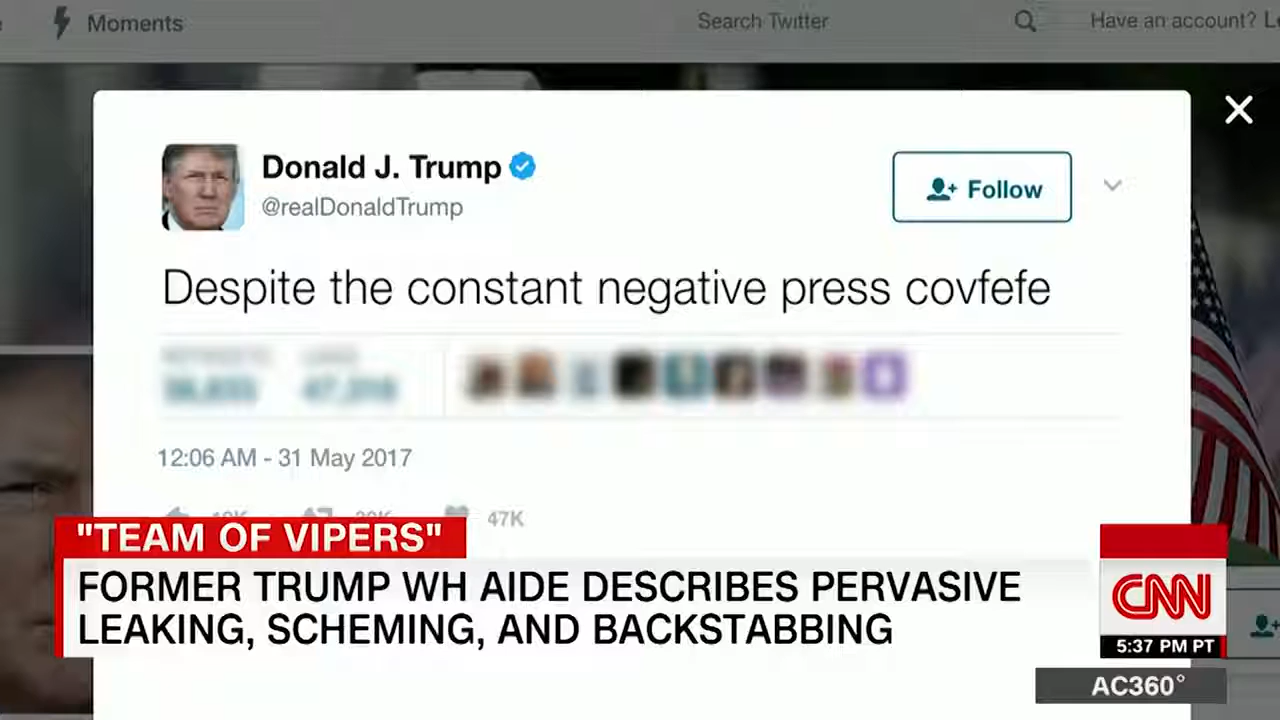 Moments
Search Twitter
Have an account? L
Donald J. Trump
@realDonaldTrump
Follow
Despite the constant negative press covfefe
12:06 AM - 31 May 2017
47K
"TEAM OF VIPERS"
FORMER TRUMP WH AIDE DESCRIBES PERVASIVE
LEAKING, SCHEMING, AND BACKSTABBING
CNN
5:37 PM PT
AC360°